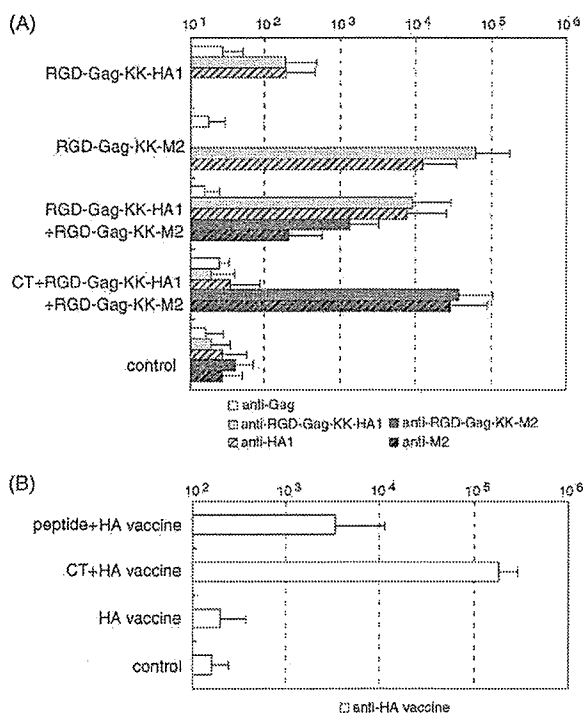 (A)
10¹ 10² 10³ 10⁴ 10⁵ 10⁶
RGD-Gag-KK-HA1
RGD-Gag-KK-M2
RGD-Gag-KK-HA1
+RGD-Gag-KK-M2
CT+RGD-Gag-KK-HA1
+RGD-Gag-KK-M2
control
anti-Gag
anti-RGD-Gag-KK-HA1 anti-RGD-Gag-KK-M2
anti-HA1 anti-M2
(B)
10² 10³ 10⁴ 10⁵ 10⁶
peptide+HA vaccine
CT+HA vaccine
HA vaccine
control
anti-HA vaccine